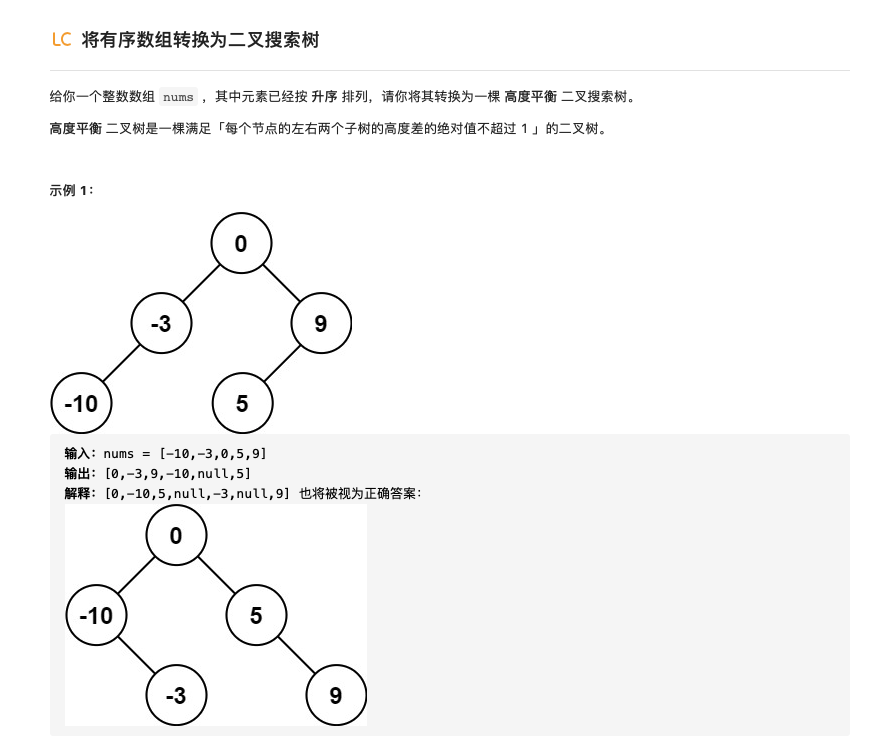 LC 将有序数组转换为二叉搜索树
给你一个整数数组 nums ，其中元素已经按 升序 排列，请你将其转换为一棵 高度平衡 二叉搜索树。
高度平衡 二叉树是一棵满足「每个节点的左右两个子树的高度差的绝对值不超过 1 」的二叉树。
示例 1：
0
-3 9
-10 5
输入：nums = [-10,-3,0,5,9]
输出：[0,-3,9,-10,null,5]
解释：[0,-10,5,null,-3,null,9] 也将被视为正确答案：
0
-10 5
-3 9